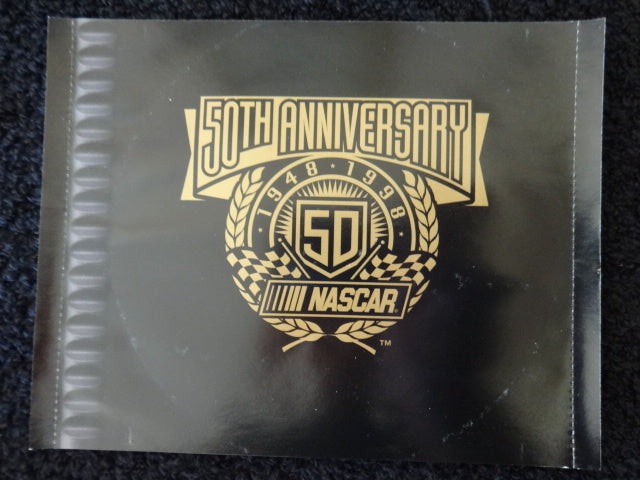 50TH ANNIVERSARY
1948 • 1998
50
NASCAR®
TM